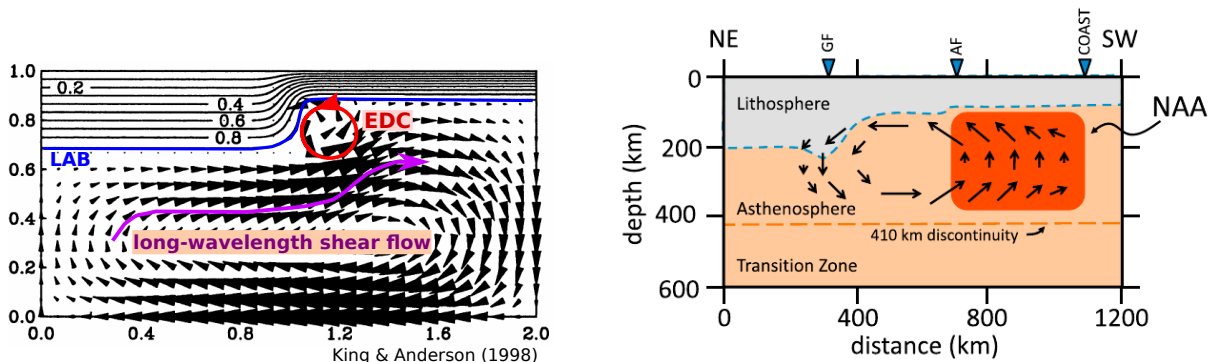 1.0
0.2
0.4
0.8
0.6
EDC
0.8
LAB
0.6
0.4
long-wavelength shear flow
0.2
0.0
0.0 0.4 0.8 1.2 1.6 2.0
King & Anderson (1998)
NE GF AF COAST SW
0
Lithosphere
NAA
200
depth (km)
Asthenosphere
400
410 km discontinuity
Transition Zone
600
0 400 800 1200
distance (km)